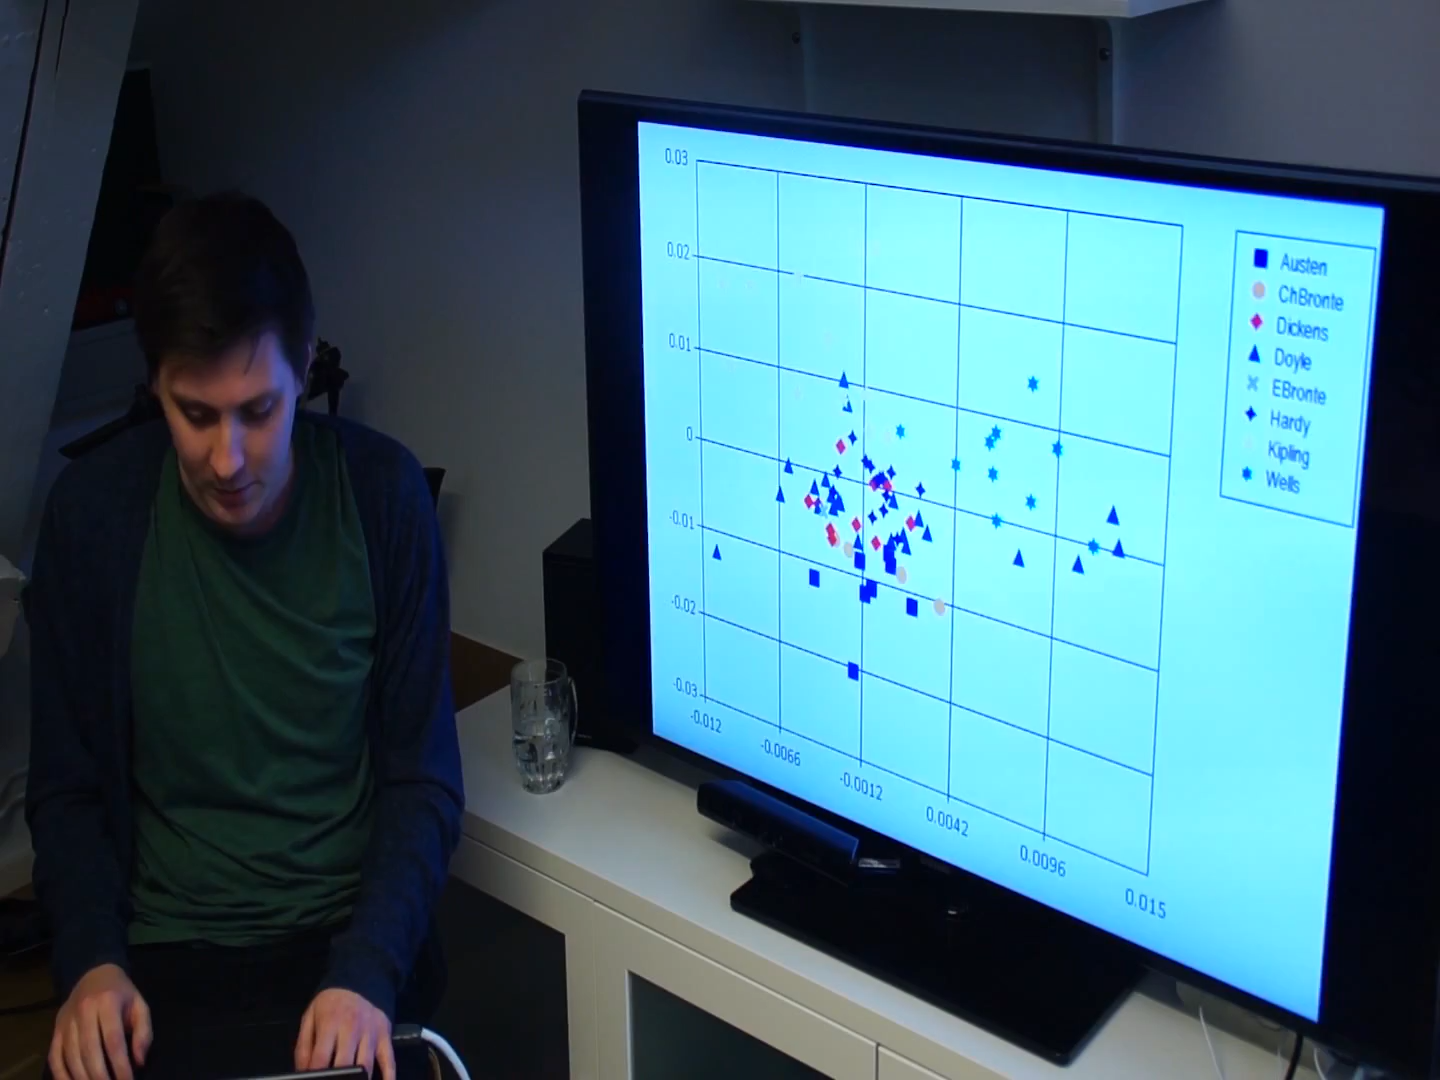 0.03
0.02
0.01
0
-0.01
-0.02
-0.03
-0.012
-0.0066
-0.0012
0.0042
0.0096
0.015
Austen
ChBronte
Dickens
Doyle
EBronte
Hardy
Kipling
Wells